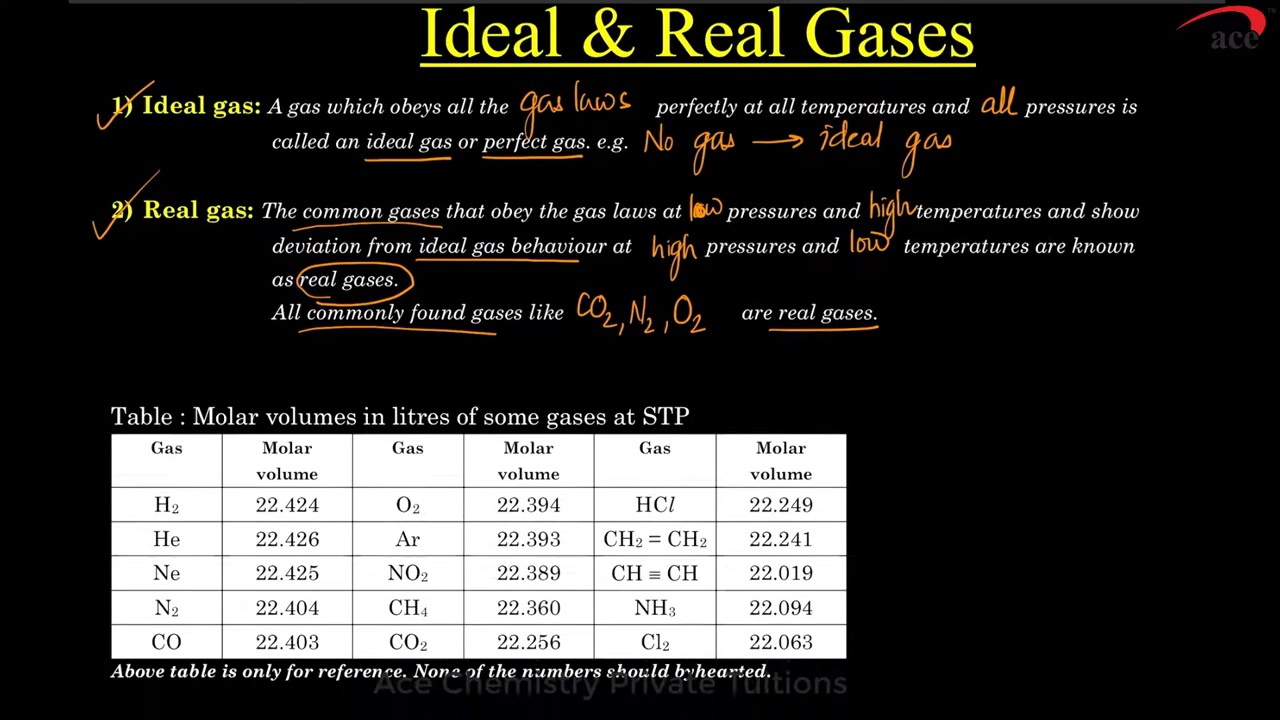 Ideal & Real Gases
ace
1) Ideal gas: A gas which obeys all the gas laws perfectly at all temperatures and all pressures is
called an ideal gas or perfect gas. e.g. No gas → ideal gas
2) Real gas: The common gases that obey the gas laws at low pressures and high temperatures and show
deviation from ideal gas behaviour at high pressures and low temperatures are known
as real gases.
All commonly found gases like CO₂, N₂, O₂ are real gases.
Table : Molar volumes in litres of some gases at STP
Gas Molar volume Gas Molar volume Gas Molar volume
H₂ 22.424 O₂ 22.394 HCl 22.249
He 22.426 Ar 22.393 CH₂ = CH₂ 22.241
Ne 22.425 NO₂ 22.389 CH ≡ CH 22.019
N₂ 22.404 CH₄ 22.360 NH₃ 22.094
CO 22.403 CO₂ 22.256 Cl₂ 22.063
Above table is only for reference. None of the numbers should byhearted.
Ace Chemistry Private Tuitions